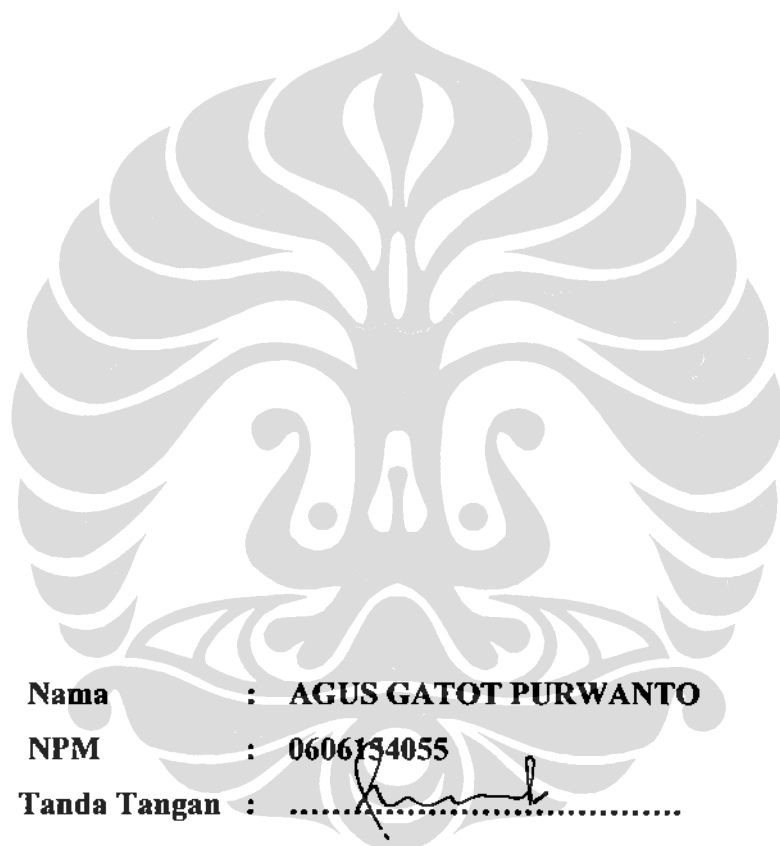 Nama : AGUS GATOT PURWANTO
NPM : 0606154055
Tanda Tangan : ........................................